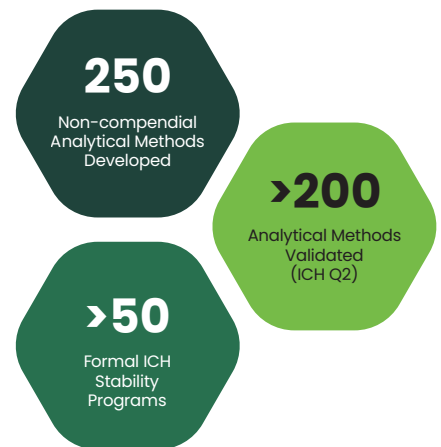 250
Non-compendial
Analytical Methods
Developed
>200
Analytical Methods
Validated
(ICH Q2)
>50
Formal ICH
Stability
Programs